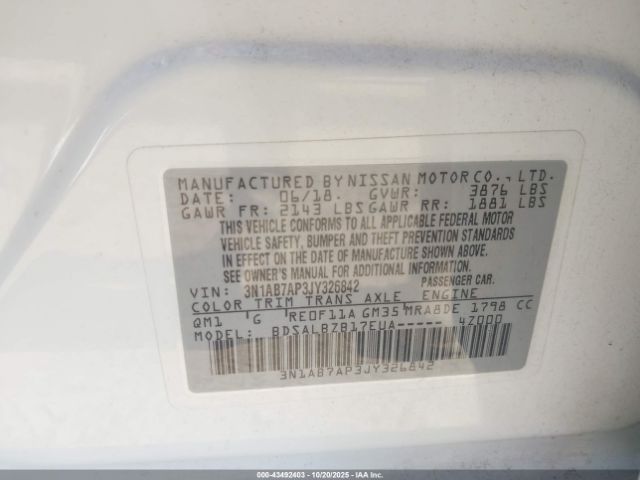 MANUFACTURED BY NISSAN MOTOR CO., LTD.
DATE: 06/18. GVWR: 3876 LBS
GAWR FR: 2143 LBS GAWR RR: 1881 LBS
THIS VEHICLE CONFORMS TO ALL APPLICABLE FEDERAL MOTOR
VEHICLE SAFETY, BUMPER AND THEFT PREVENTION STANDARDS
IN EFFECT ON THE DATE OF MANUFACTURE SHOWN ABOVE.
SEE OWNER'S MANUAL FOR ADDITIONAL INFORMATION.
VIN: 3N1AB7AP3JY326842 PASSENGER CAR.
COLOR TRIM TRANS AXLE ENGINE
QM1 G RE0F11A GM35 MRA8DE 1798 CC
MODEL: BDSALBZB17EUA----- 4Z000
3N1AB7AP3JY326842
000-43492403 - 10/20/2025 - IAA Inc.